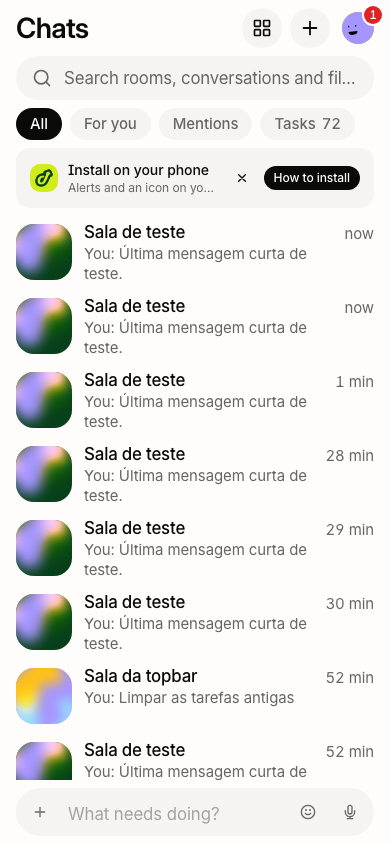 Chats
1
Search rooms, conversations and fil...
All
For you
Mentions
Tasks 72
Install on your phone
Alerts and an icon on yo...
How to install
Sala de teste
now
You: Última mensagem curta de
teste.
Sala de teste
now
You: Última mensagem curta de
teste.
Sala de teste
1 min
You: Última mensagem curta de
teste.
Sala de teste
28 min
You: Última mensagem curta de
teste.
Sala de teste
29 min
You: Última mensagem curta de
teste.
Sala de teste
30 min
You: Última mensagem curta de
teste.
Sala da topbar
52 min
You: Limpar as tarefas antigas
Sala de teste
52 min
You: Última mensagem curta de
What needs doing?